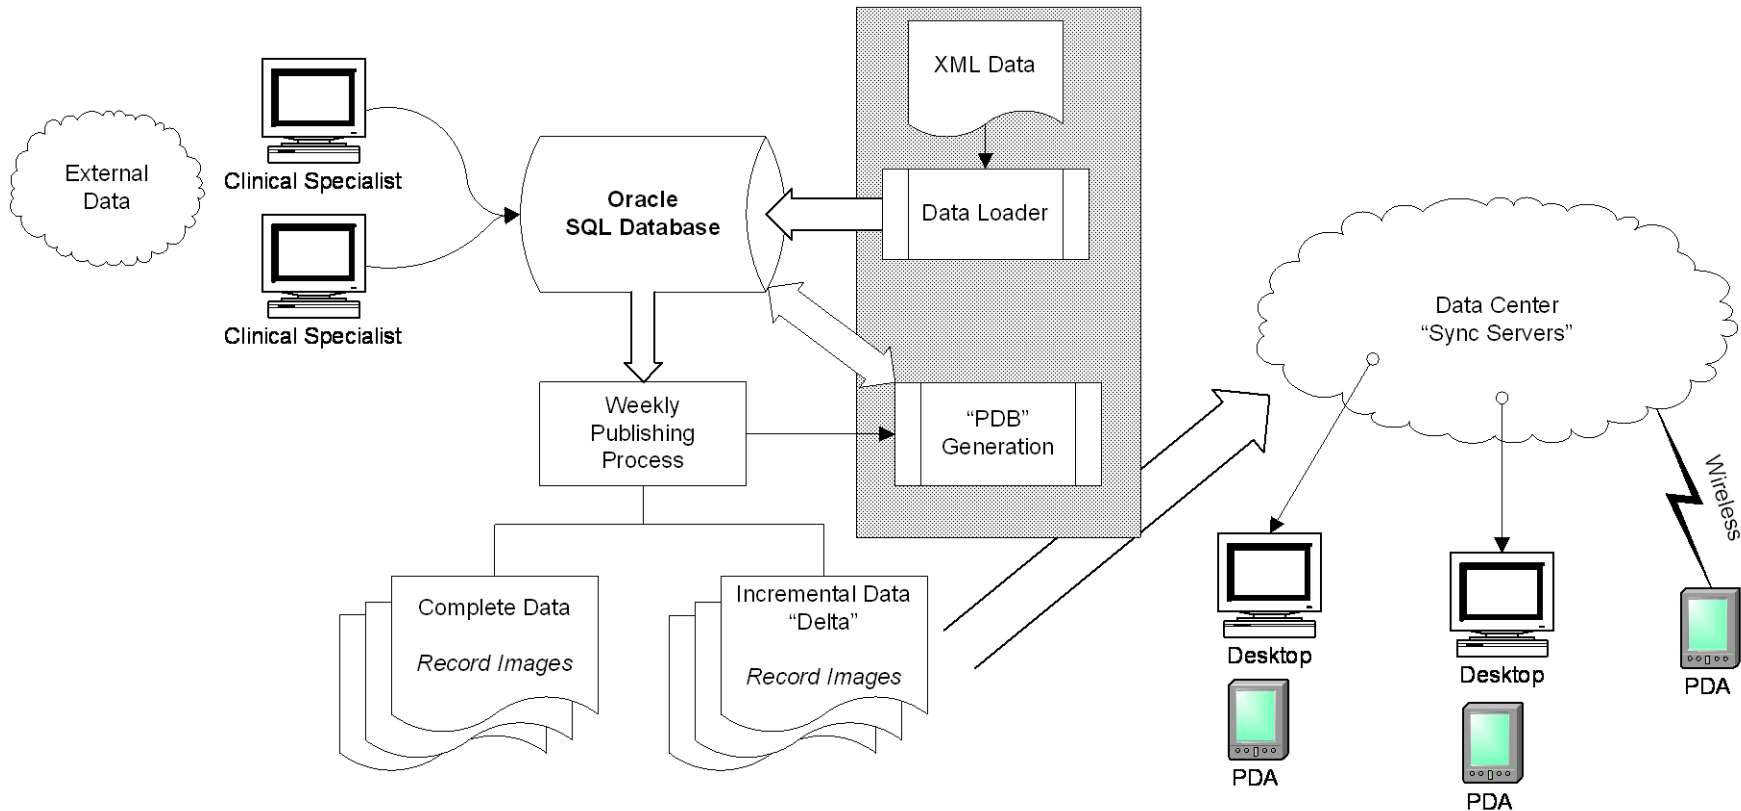 XML Data
External
Data
Clinical Specialist
Oracle
SQL Database
Data Loader
Clinical Specialist
Data Center
“Sync Servers”
Weekly
Publishing
Process
“PDB”
Generation
Wireless
Complete Data
Record Images
Incremental Data
“Delta”
Record Images
Desktop
PDA
Desktop
PDA
PDA